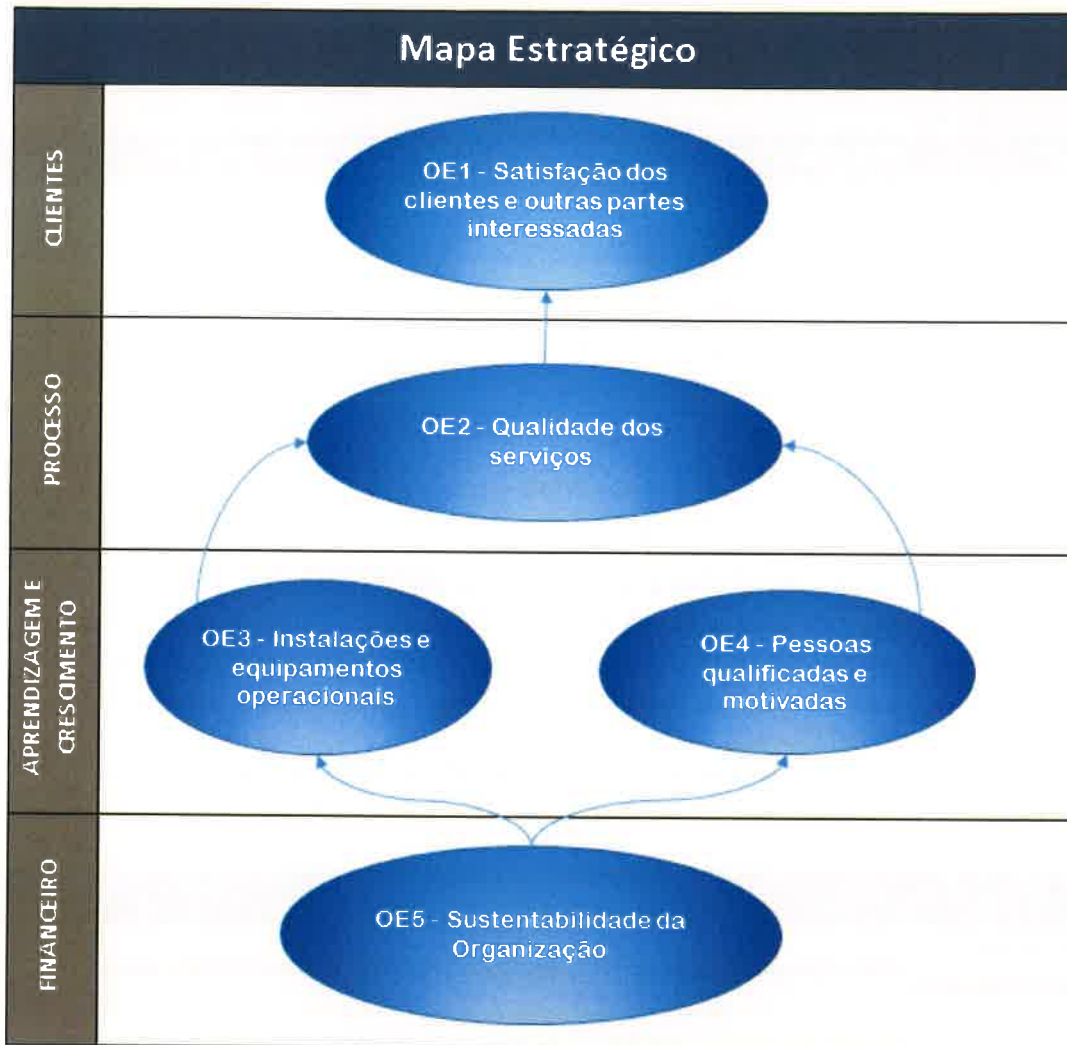 Mapa Estratégico
CLIENTES
OE1 - Satisfação dos
clientes e outras partes
interessadas
PROCESSO
OE2 - Qualidade dos
serviços
APRENDIZAGEM E
CRESCIMENTO
OE3 - Instalações e
equipamentos
operacionais
OE4 - Pessoas
qualificadas e
motivadas
FINANCEIRO
OE5 - Sustentabilidade da
Organização